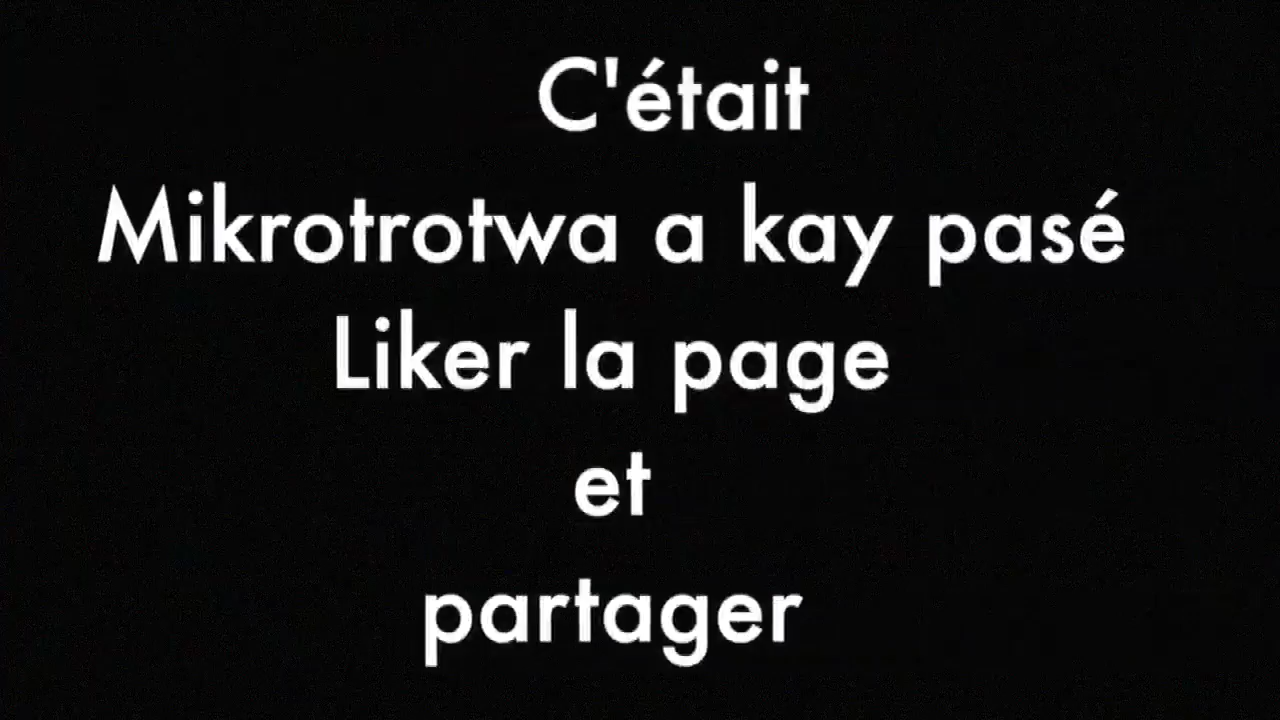 C'était
Mikrotrotwa a kay pasé
Liker la page
et
partager